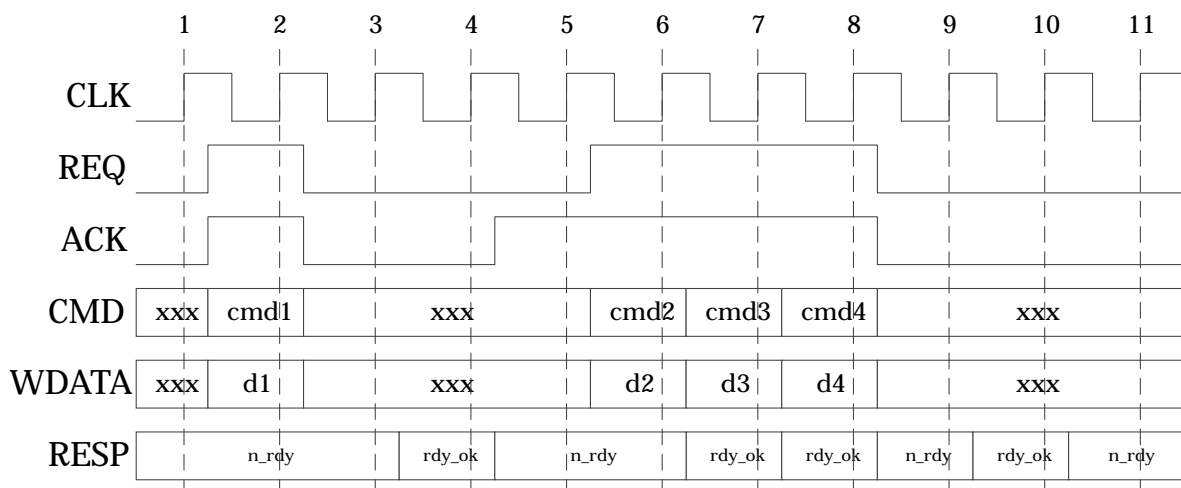 1 2 3 4 5 6 7 8 9 10 11
CLK
REQ
ACK
CMD xxx cmd1 xxx cmd2 cmd3 cmd4 xxx
WDATA xxx d1 xxx d2 d3 d4 xxx
RESP n_rdy rdy_ok n_rdy rdy_ok rdy_ok n_rdy rdy_ok n_rdy